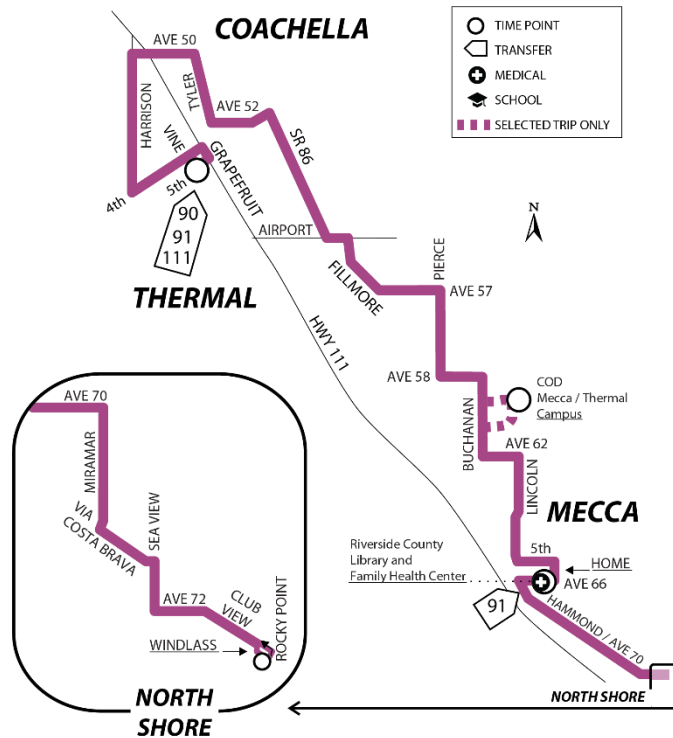 COACHELLA
TIME POINT
TRANSFER
MEDICAL
SCHOOL
SELECTED TRIP ONLY
AVE 50
TYLER
HARRISON
AVE 52
SR 86
VINE
GRAPEFRUIT
4th
5th
90
91
111
AIRPORT
N
THERMAL
FILLMORE
PIERCE
AVE 57
HWY 111
AVE 58
COD
Mecca / Thermal
Campus
BUCHANAN
AVE 62
LINCOLN
MECCA
5th
HOME
AVE 66
Riverside County
Library and
Family Health Center
91
HAMMOND / AVE 70
AVE 70
MIRAMAR
VIA
COSTA BRAVA
SEA VIEW
AVE 72
CLUB
VIEW
ROCKY POINT
WINDLASS
NORTH
SHORE
NORTH SHORE